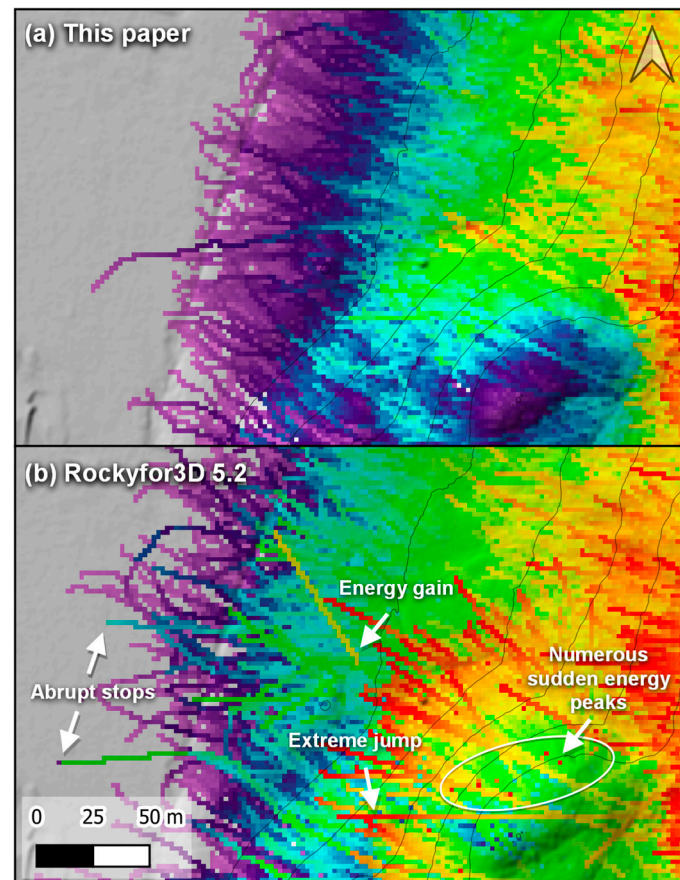 (a) This paper
(b) Rockyfor3D 5.2
Energy gain
Numerous
sudden energy
peaks
Abrupt stops
Extreme jump
0 25 50 m